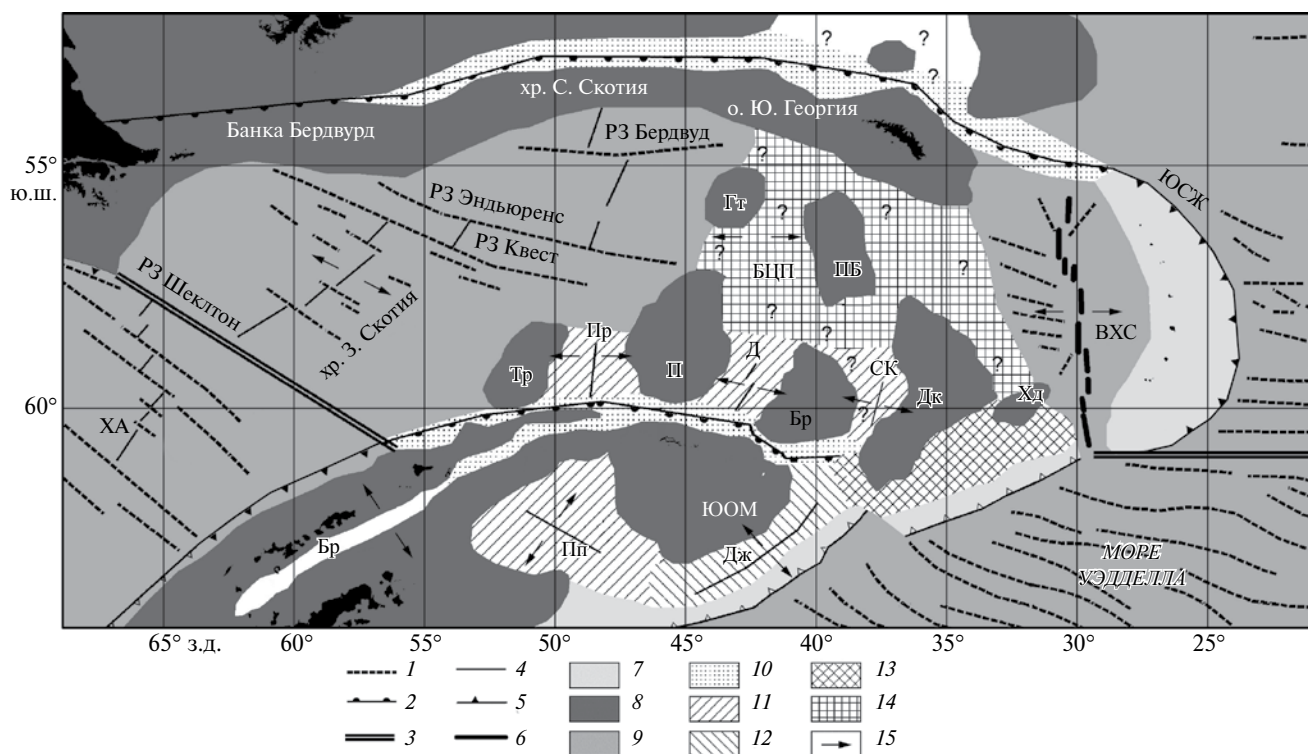 ?
?
?
?
хр. С. Скотия
о. Ю. Георгия
Банка Бердвурд
РЗ Бердвуд
55°
ю.ш.
?
?
?
?
ЮСЖ
РЗ Эндьюренс
Гт
РЗ Квест
?
?
БЦП
ПБ
РЗ Шеклтон
хр. З. Скотия
ВХС
?
?
?
?
Пр
Д
СК
Тр
П
Бр
Дк
Хд
60°
ХА
?
?
Бр
ЮОМ
Пп
Дж
МОРЕ
УЭДДЕЛЛА
65° з.д.
60°
55°
50°
45°
40°
35°
30°
25°
1
4
7
10
13
2
5
8
11
14
3
6
9
12
15